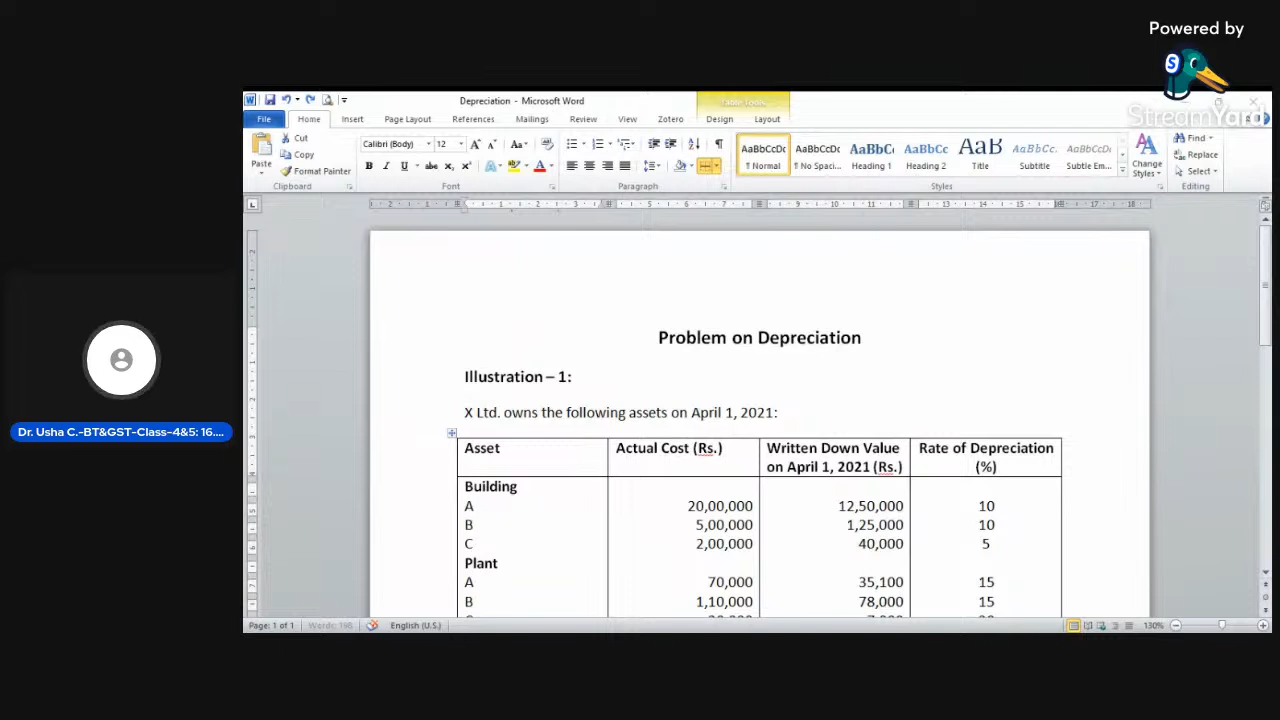 Powered by
StreamYard
Depreciation - Microsoft Word
Table Tools
File Home Insert Page Layout References Mailings Review View Zotero Design Layout
Paste
Cut
Copy
Format Painter
Clipboard
Calibri (Body) 12
Font
Paragraph
AaBbCcDc AaBbCcDc AaBbCc AaBbCc AaB AaBbCc. AaBbCcDi
¶ Normal ¶ No Spaci... Heading 1 Heading 2 Title Subtitle Subtle Em...
Styles
Change
Styles
Find
Replace
Select
Editing
Problem on Depreciation
Illustration – 1:
X Ltd. owns the following assets on April 1, 2021:
Asset Actual Cost (Rs.) Written Down Value on April 1, 2021 (Rs.) Rate of Depreciation (%)
Building
A 20,00,000 12,50,000 10
B 5,00,000 1,25,000 10
C 2,00,000 40,000 5
Plant
A 70,000 35,100 15
B 1,10,000 78,000 15
Page: 1 of 1 Words: 198 English (U.S.) 130%
Dr. Usha C.-BT&GST-Class-4&5: 16....